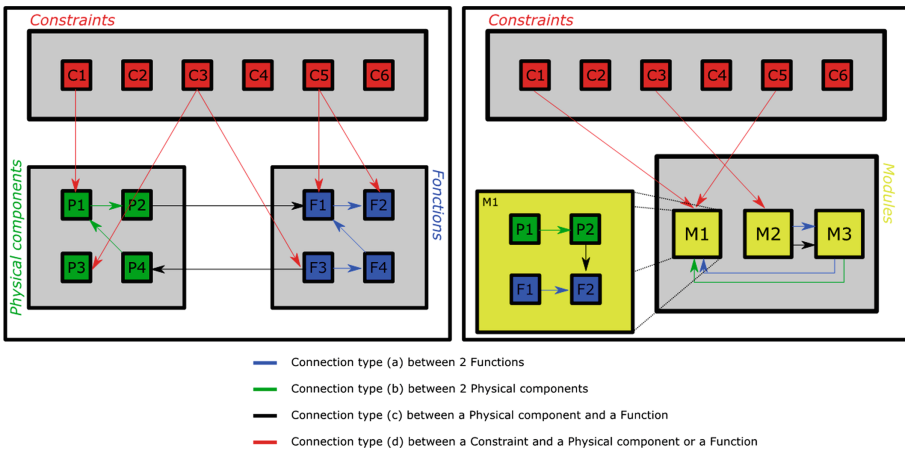 Constraints
C1 C2 C3 C4 C5 C6
Physical components
P1 P2
P3 P4
Fonctions
F1 F2
F3 F4
Constraints
C1 C2 C3 C4 C5 C6
Modules
M1 M2 M3
M1
P1 P2
F1 F2
Connection type (a) between 2 Functions
Connection type (b) between 2 Physical components
Connection type (c) between a Physical component and a Function
Connection type (d) between a Constraint and a Physical component or a Function